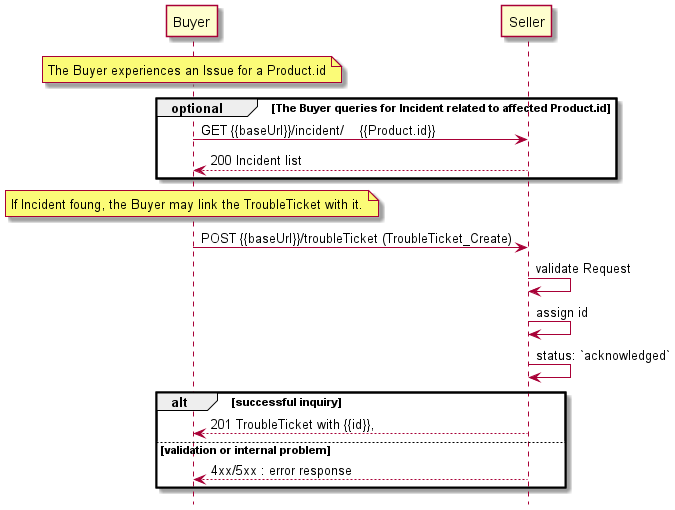 Buyer
Seller
The Buyer experiences an Issue for a Product.id
optional
[The Buyer queries for Incident related to affected Product.id]
GET {{baseUrl}}/incident/ {{Product.id}}
200 Incident list
If Incident foung, the Buyer may link the TroubleTicket with it.
POST {{baseUrl}}/troubleTicket (TroubleTicket_Create)
validate Request
assign id
status: `acknowledged`
alt
[successful inquiry]
201 TroubleTicket with {{id}},
[validation or internal problem]
4xx/5xx : error response